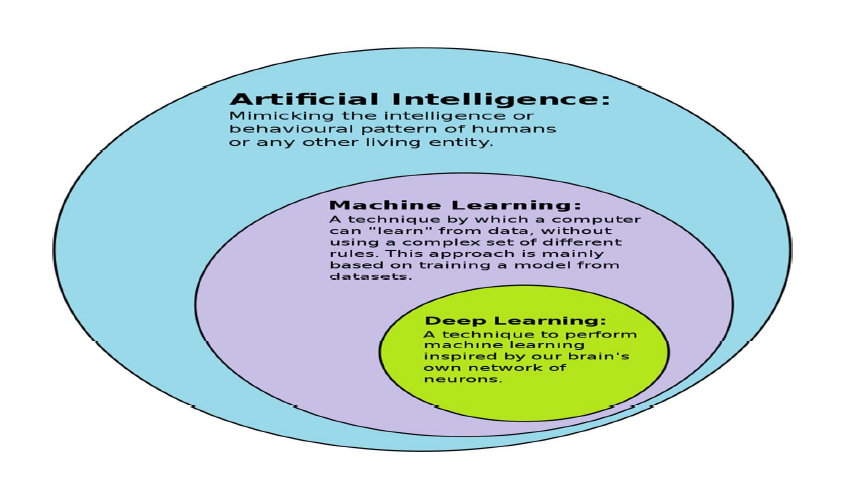 Artificial Intelligence:
Mimicking the intelligence or
behavioural pattern of humans
or any other living entity.
Machine Learning:
A technique by which a computer
can "learn" from data, without
using a complex set of different
rules. This approach is mainly
based on training a model from
datasets.
Deep Learning:
A technique to perform
machine learning
inspired by our brain's
own network of
neurons.